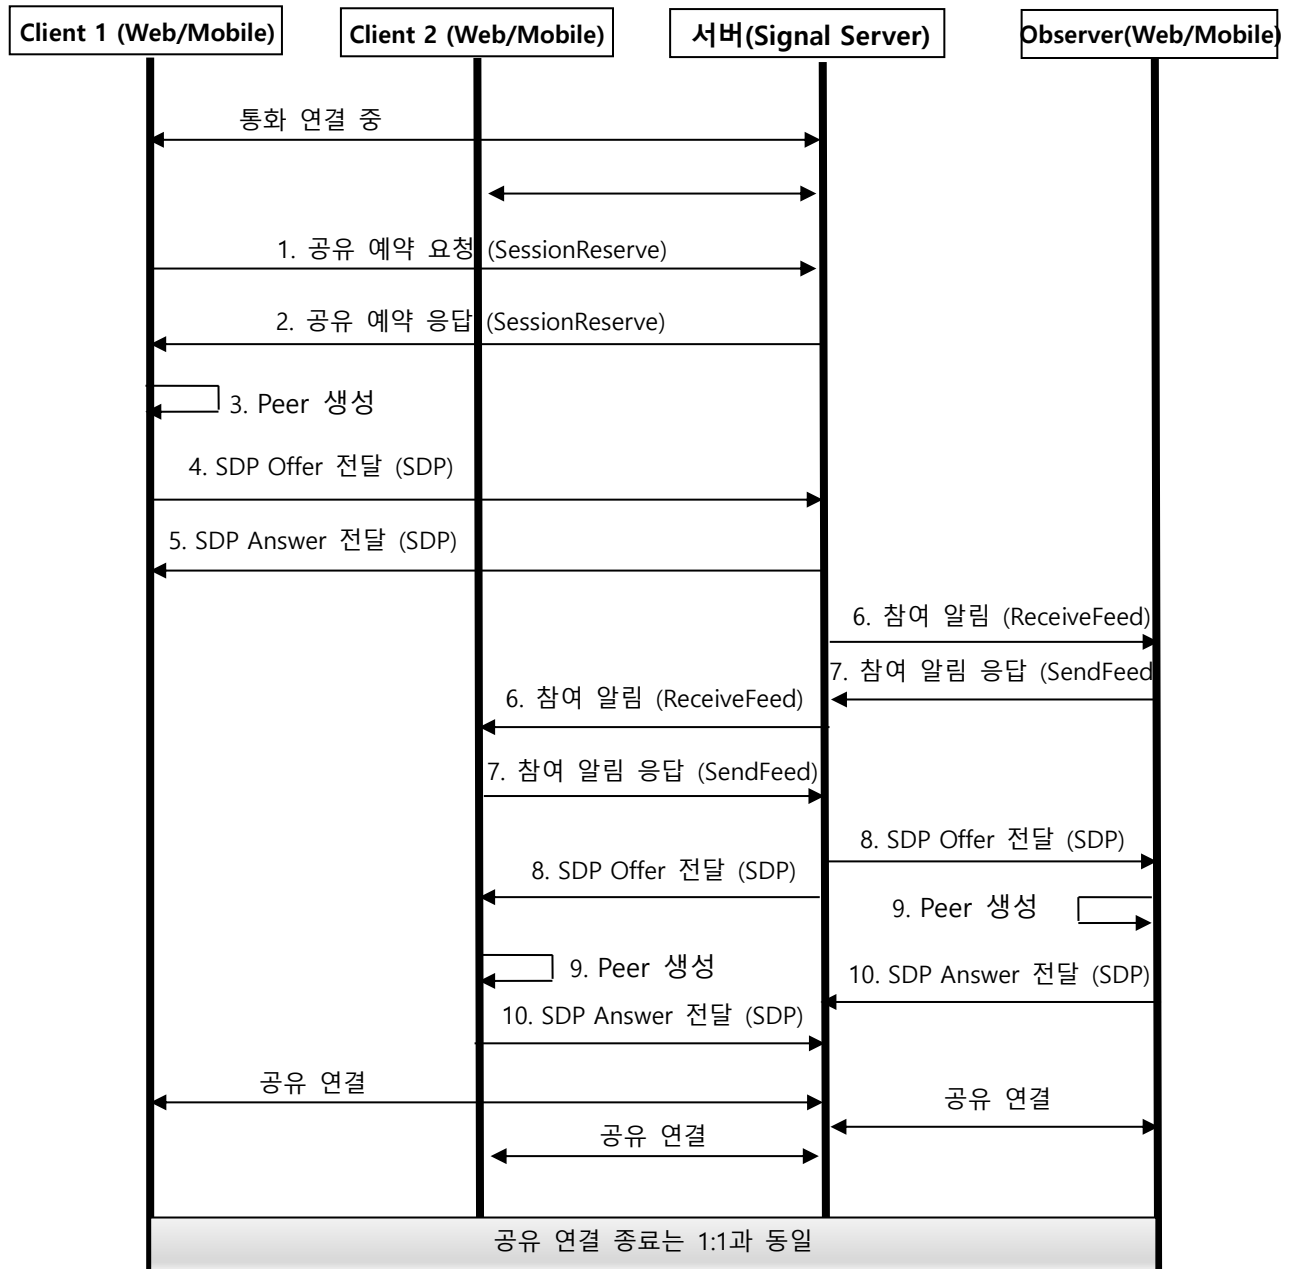 Client 1 (Web/Mobile)
Client 2 (Web/Mobile)
서버(Signal Server)
Observer(Web/Mobile)
통화 연결 중
1. 공유 예약 요청 (SessionReserve)
2. 공유 예약 응답 (SessionReserve)
3. Peer 생성
4. SDP Offer 전달 (SDP)
5. SDP Answer 전달 (SDP)
6. 참여 알림 (ReceiveFeed)
7. 참여 알림 응답 (SendFeed
6. 참여 알림 (ReceiveFeed)
7. 참여 알림 응답 (SendFeed)
8. SDP Offer 전달 (SDP)
8. SDP Offer 전달 (SDP)
9. Peer 생성
9. Peer 생성
10. SDP Answer 전달 (SDP)
10. SDP Answer 전달 (SDP)
공유 연결
공유 연결
공유 연결
공유 연결 종료는 1:1과 동일